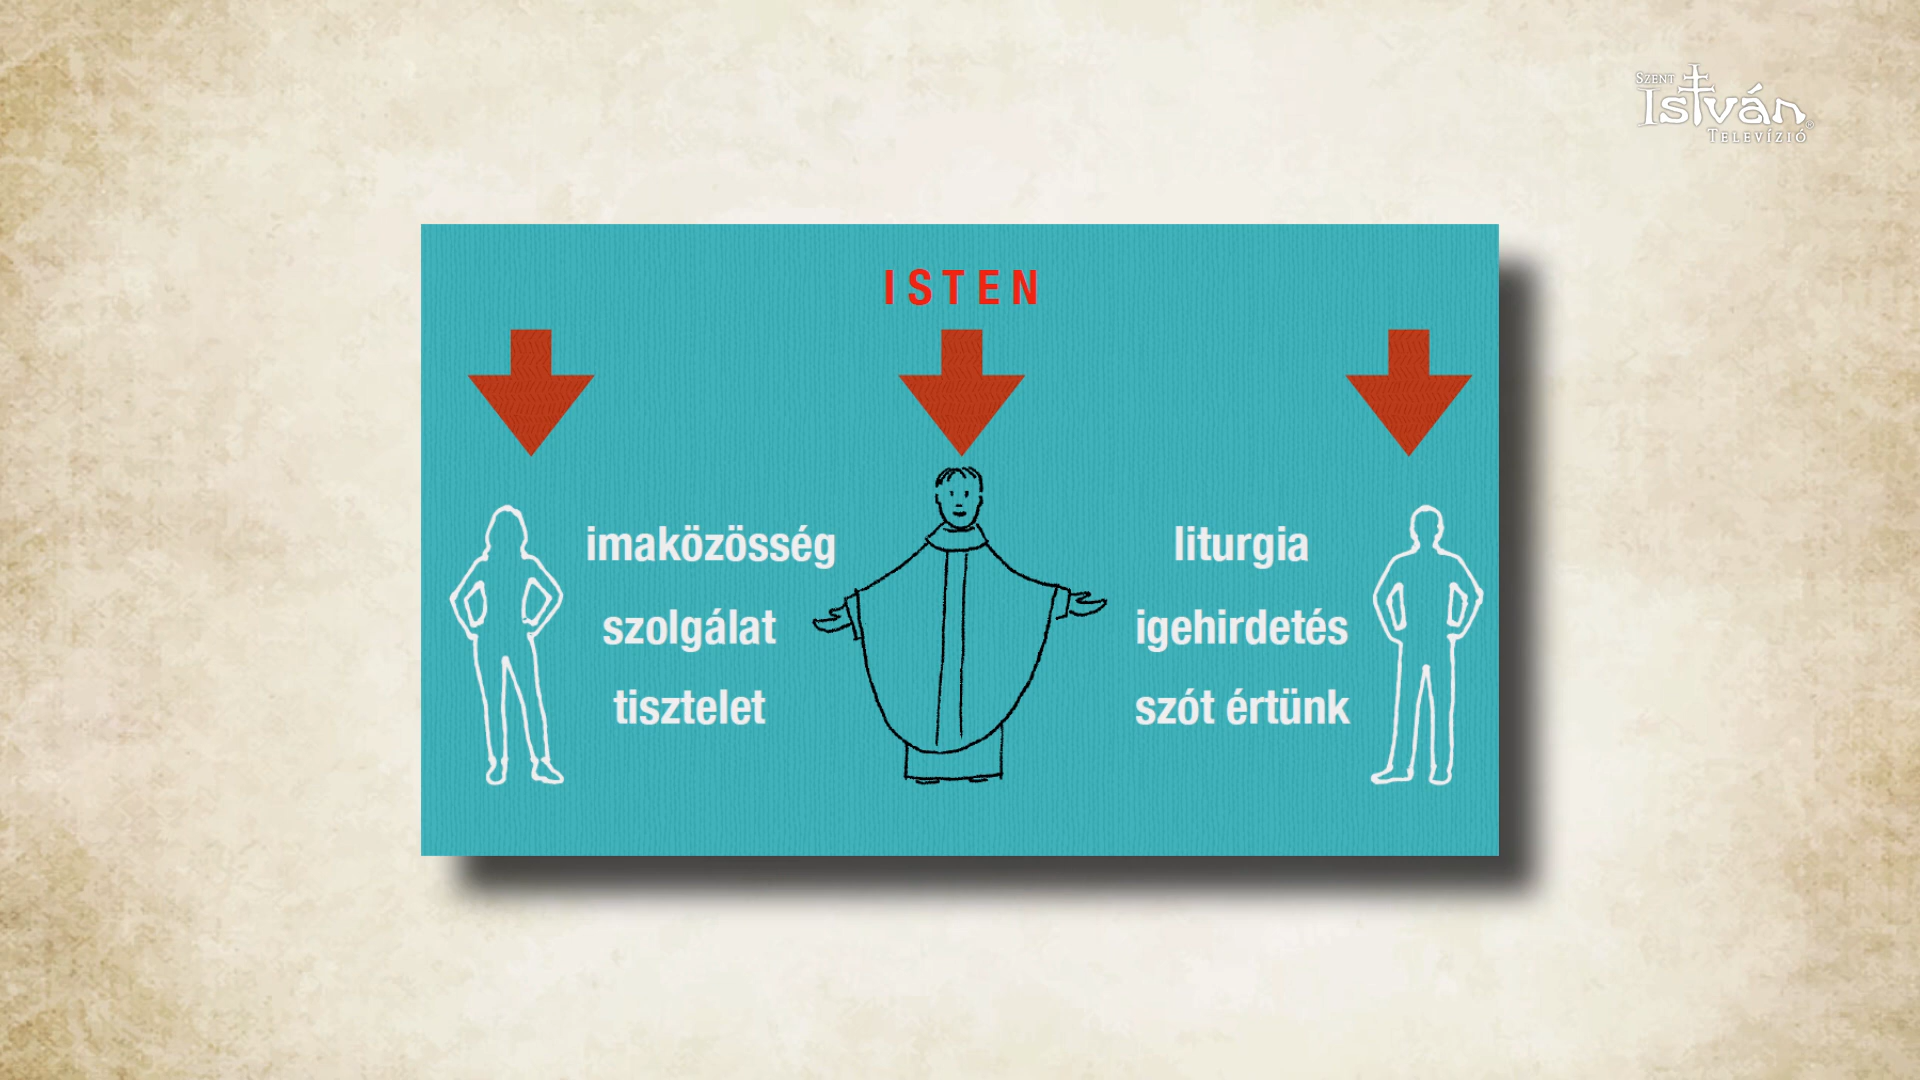 SZENT
ISTVÁN
TELEVÍZIÓ
ISTEN
imaközösség
szolgálat
tisztelet
liturgia
igehirdetés
szót értünk